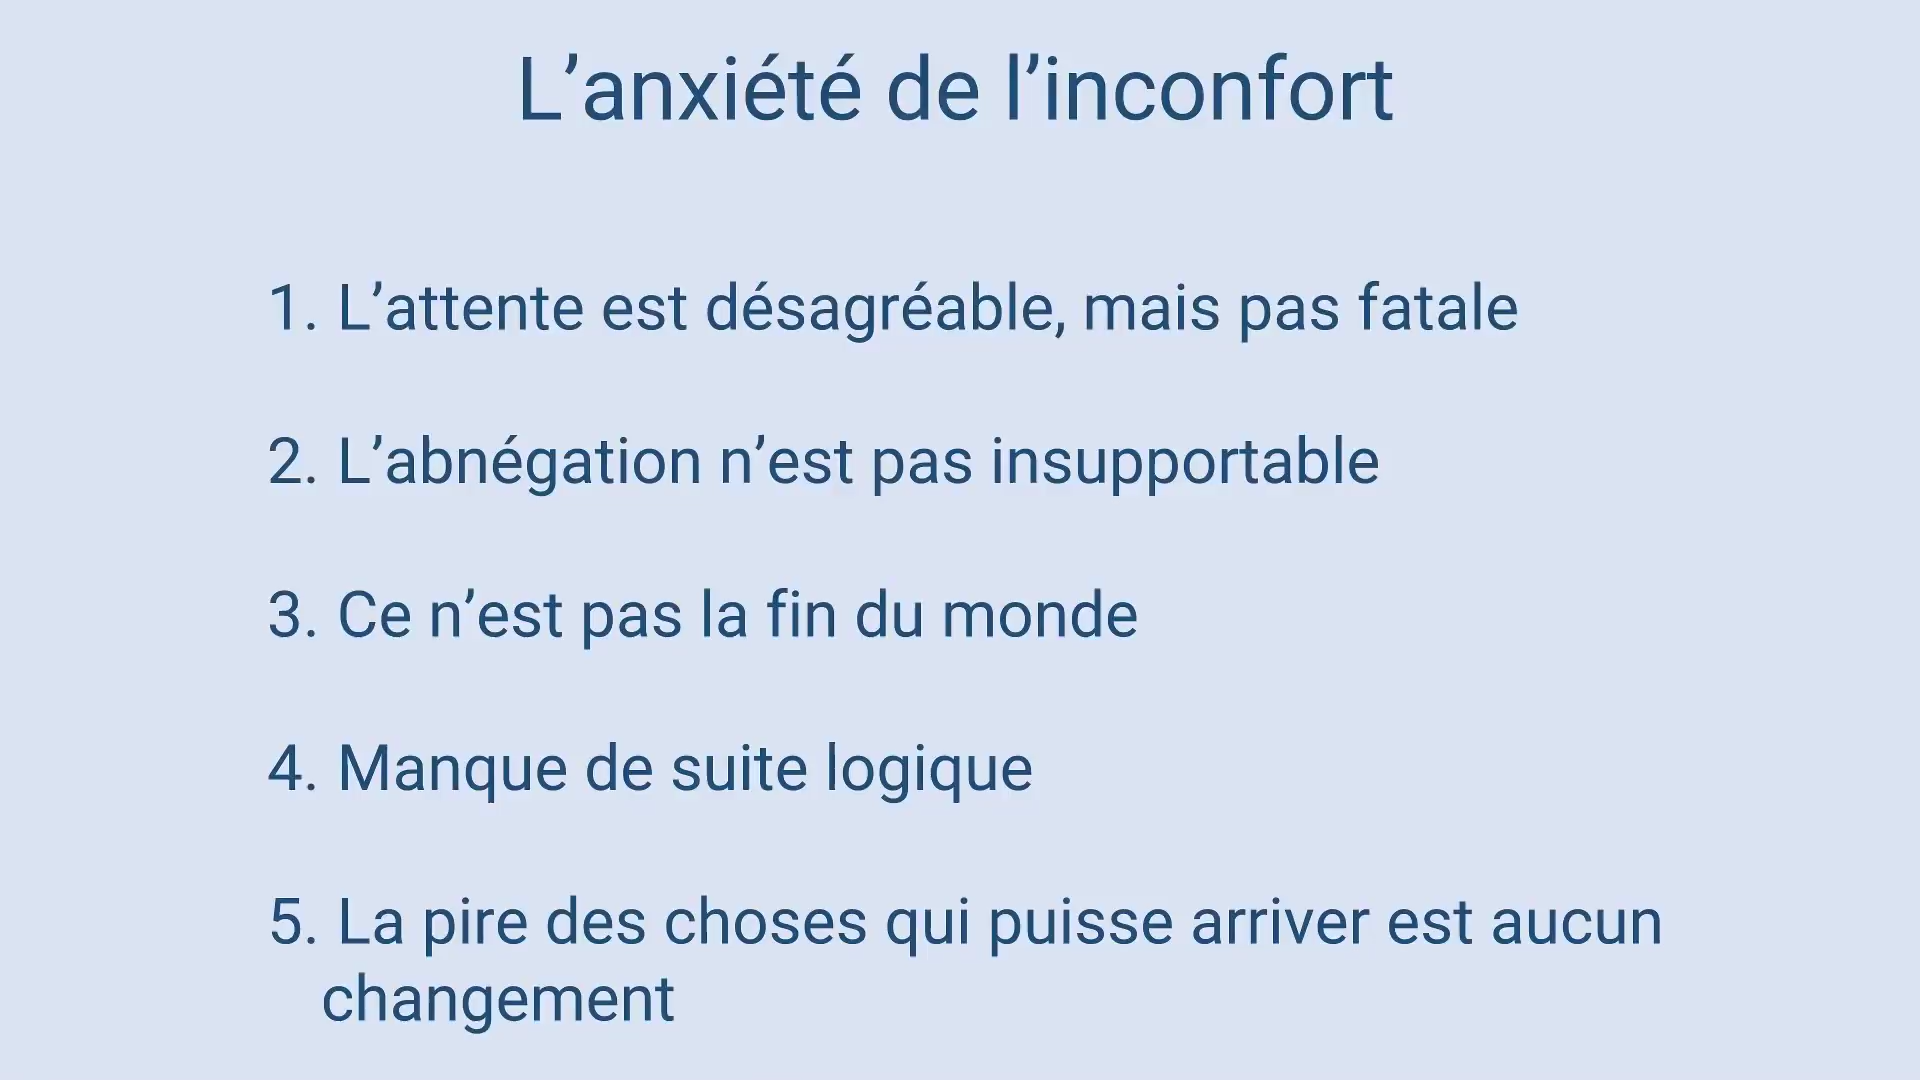 L’anxiété de l’inconfort
1. L’attente est désagréable, mais pas fatale
2. L’abnégation n’est pas insupportable
3. Ce n’est pas la fin du monde
4. Manque de suite logique
5. La pire des choses qui puisse arriver est aucun
changement